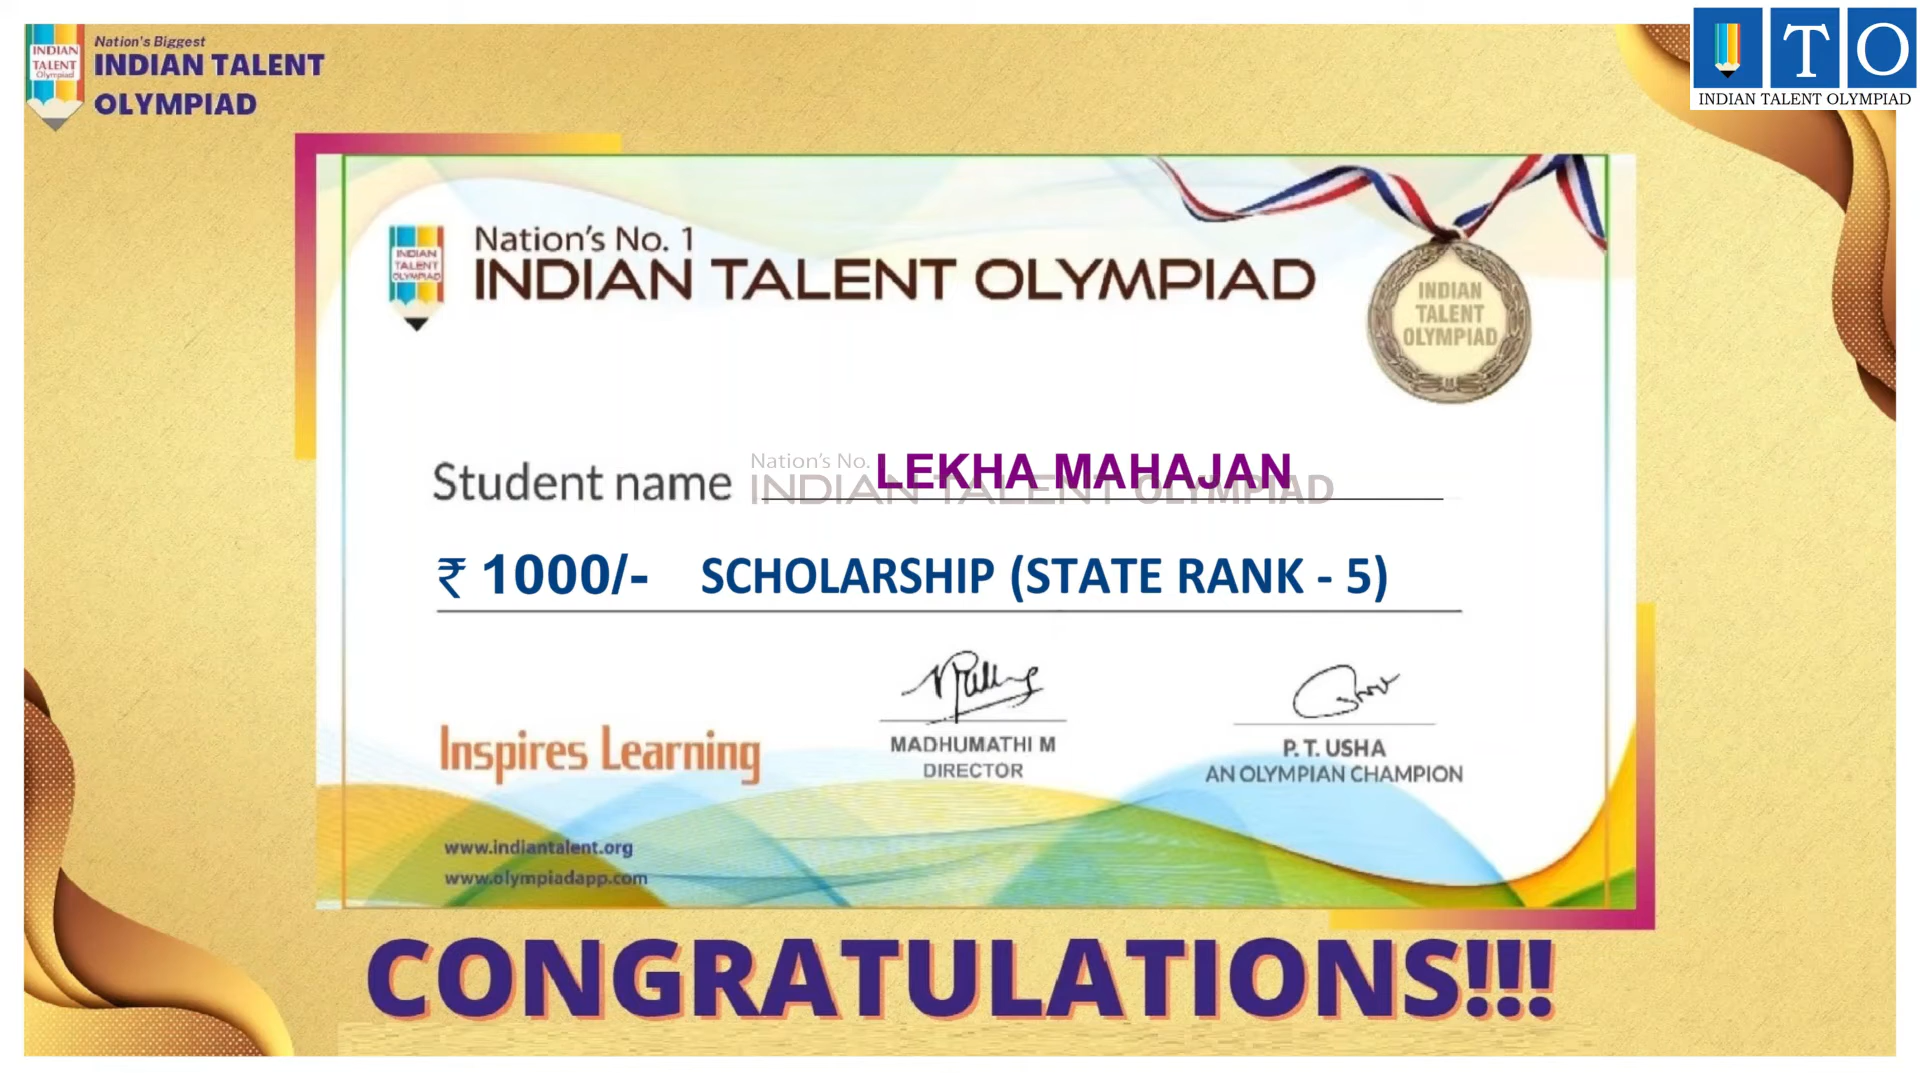 INDIAN
TALENT
Olympiad
Nation's Biggest
INDIAN TALENT
OLYMPIAD
TO
INDIAN TALENT OLYMPIAD
INDIAN
TALENT
OLYMPIAD
Nation's No. 1
INDIAN TALENT OLYMPIAD
INDIAN
TALENT
OLYMPIAD
Student name LEKHA MAHAJAN
Nation's No.
INDIAN TALENT OLYMPIAD
₹ 1000/- SCHOLARSHIP (STATE RANK - 5)
Inspires Learning
MADHUMATHI M
DIRECTOR
P. T. USHA
AN OLYMPIAN CHAMPION
www.indiantalent.org
www.olympiadapp.com
CONGRATULATIONS!!!